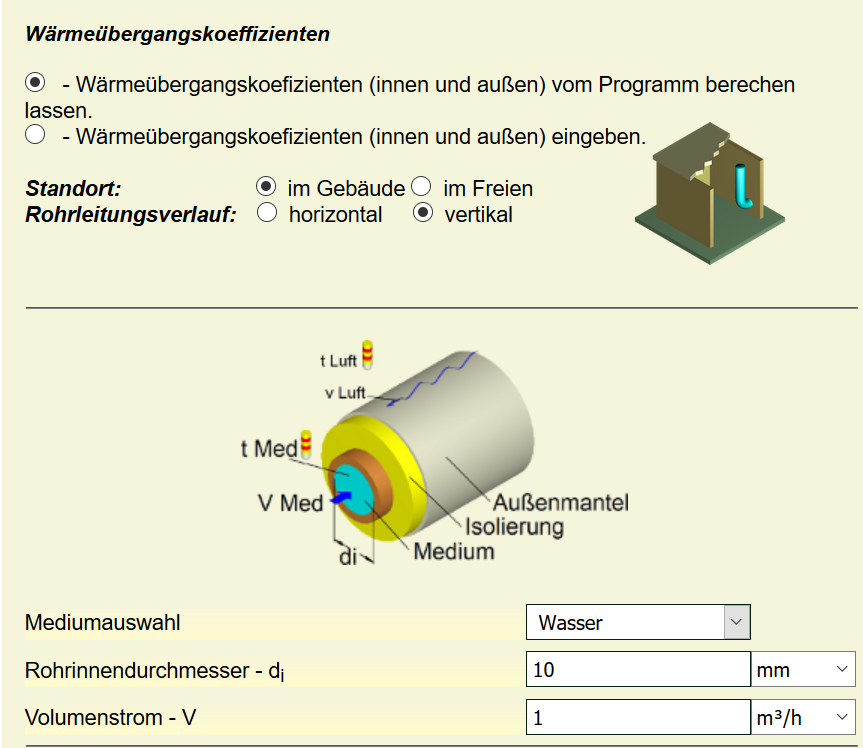 Wärmeübergangskoeffizienten
- Wärmeübergangskoefizienten (innen und außen) vom Programm berechen
lassen.
- Wärmeübergangskoefizienten (innen und außen) eingeben.
Standort: im Gebäude im Freien
Rohrleitungsverlauf: horizontal vertikal
t Luft
v Luft
t Med
V Med
Außenmantel
Isolierung
Medium
di
Mediumauswahl Wasser
Rohrinnendurchmesser - di 10 mm
Volumenstrom - V 1 m³/h